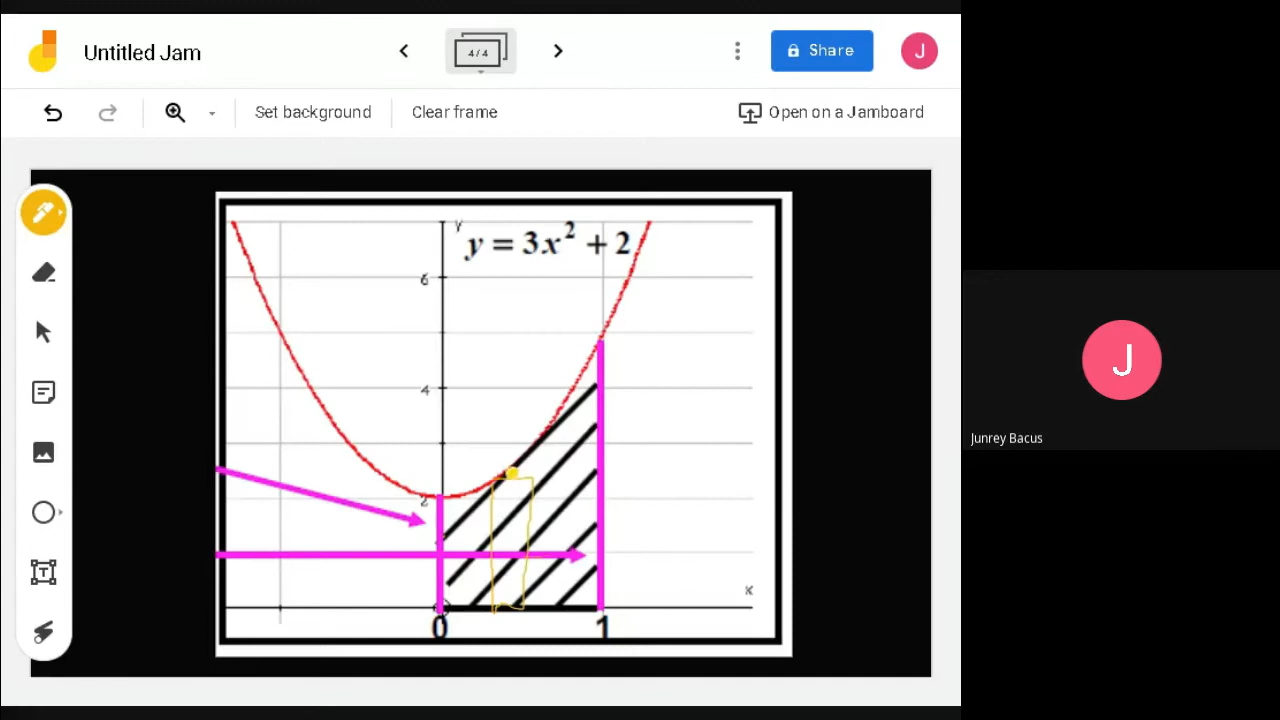 Untitled Jam
4 / 4
Share
J
Set background
Clear frame
Open on a Jamboard
y
y = 3x² + 2
6
4
2
x
0
1
T
J
Junrey Bacus